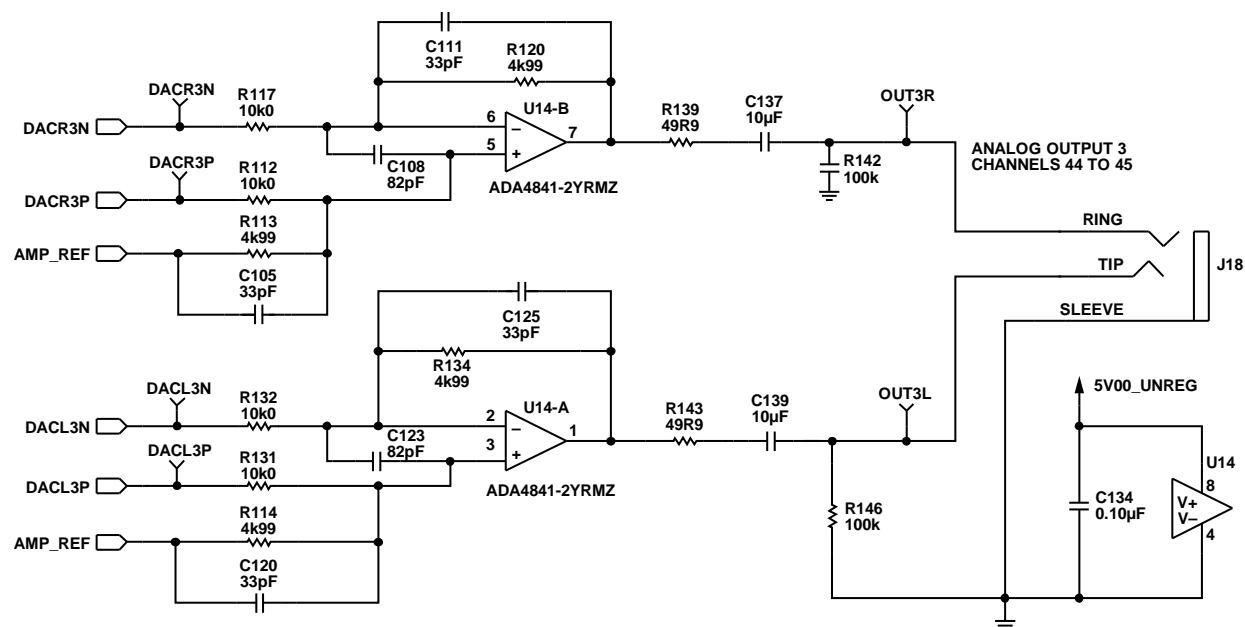 C111
33pF
R120
4k99
DACR3N
R117
10k0
DACR3N
6
–
U14-B
7
5
+
C108
82pF
ADA4841-2YRMZ
R139
49R9
C137
10µF
OUT3R
R142
100k
ANALOG OUTPUT 3
CHANNELS 44 TO 45
DACR3P
R112
10k0
DACR3P
R113
4k99
AMP_REF
C105
33pF
RING
TIP
SLEEVE
J18
C125
33pF
R134
4k99
DACL3N
R132
10k0
DACL3N
2
–
U14-A
1
3
+
C123
82pF
ADA4841-2YRMZ
R143
49R9
C139
10µF
OUT3L
R146
100k
DACL3P
R131
10k0
DACL3P
R114
4k99
AMP_REF
C120
33pF
5V00_UNREG
C134
0.10µF
U14
8
V+
V–
4